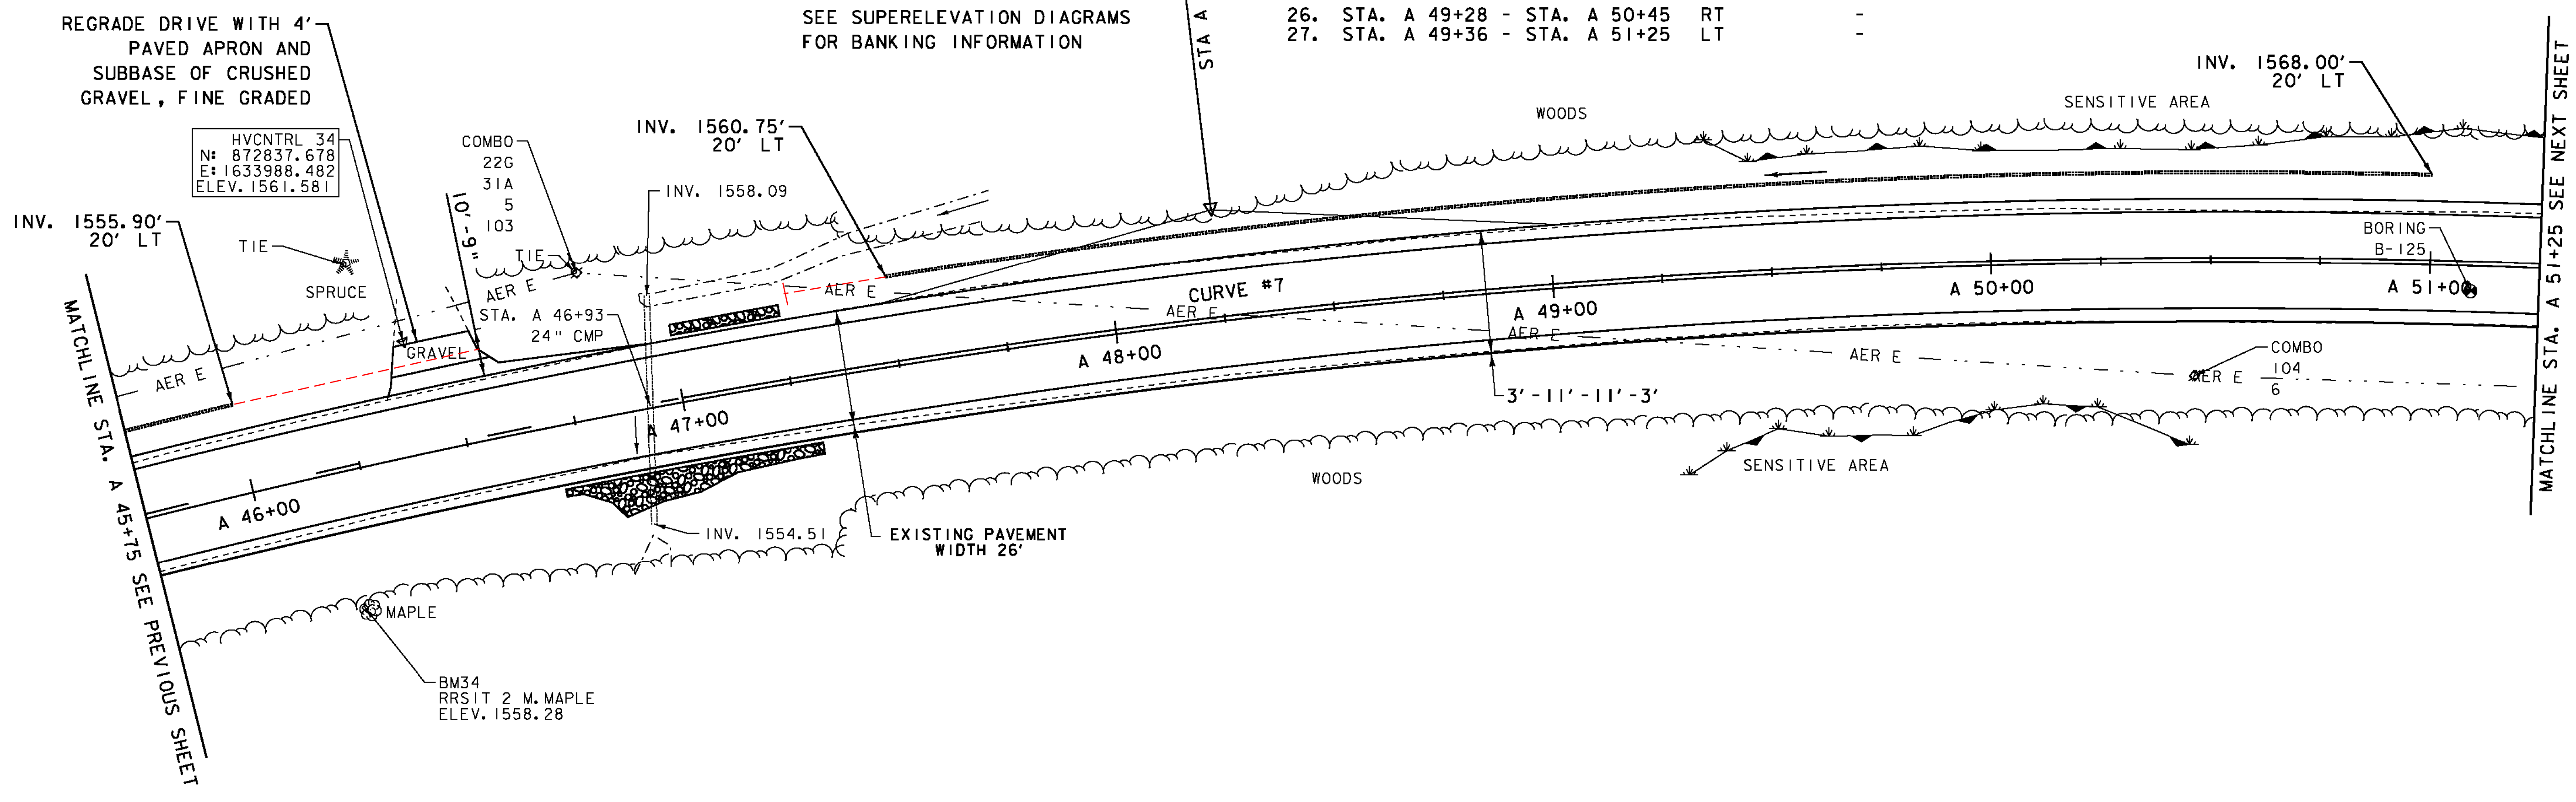 REGRADE DRIVE WITH 4'
PAVED APRON AND
SUBBASE OF CRUSHED
GRAVEL, FINE GRADED
SEE SUPERELEVATION DIAGRAMS
FOR BANKING INFORMATION
STA A
26. STA. A 49+28 - STA. A 50+45 RT -
27. STA. A 49+36 - STA. A 51+25 LT -
INV. 1568.00'
20' LT
SENSITIVE AREA
WOODS
HVCNTRL 34
N: 872837.678
E: 1633988.482
ELEV. 1561.581
COMBO
22G
31A
5
103
INV. 1560.75'
20' LT
INV. 1558.09
10'-9"
INV. 1555.90'
20' LT
TIE
TIE
SPRUCE
AER E
AER E
AER E
AER E
AER E
AER E
AER E
STA. A 46+93
24" CMP
GRAVEL
CURVE #7
BORING
B-125
A 46+00
A 47+00
A 48+00
A 49+00
A 50+00
A 51+00
COMBO
104
6
3'-11'-11'-3'
SENSITIVE AREA
WOODS
INV. 1554.51
EXISTING PAVEMENT
WIDTH 26'
MAPLE
BM34
RRSIT 2 M.MAPLE
ELEV. 1558.28
MATCHLINE STA. A 45+75 SEE PREVIOUS SHEET
MATCHLINE STA. A 51+25 SEE NEXT SHEET